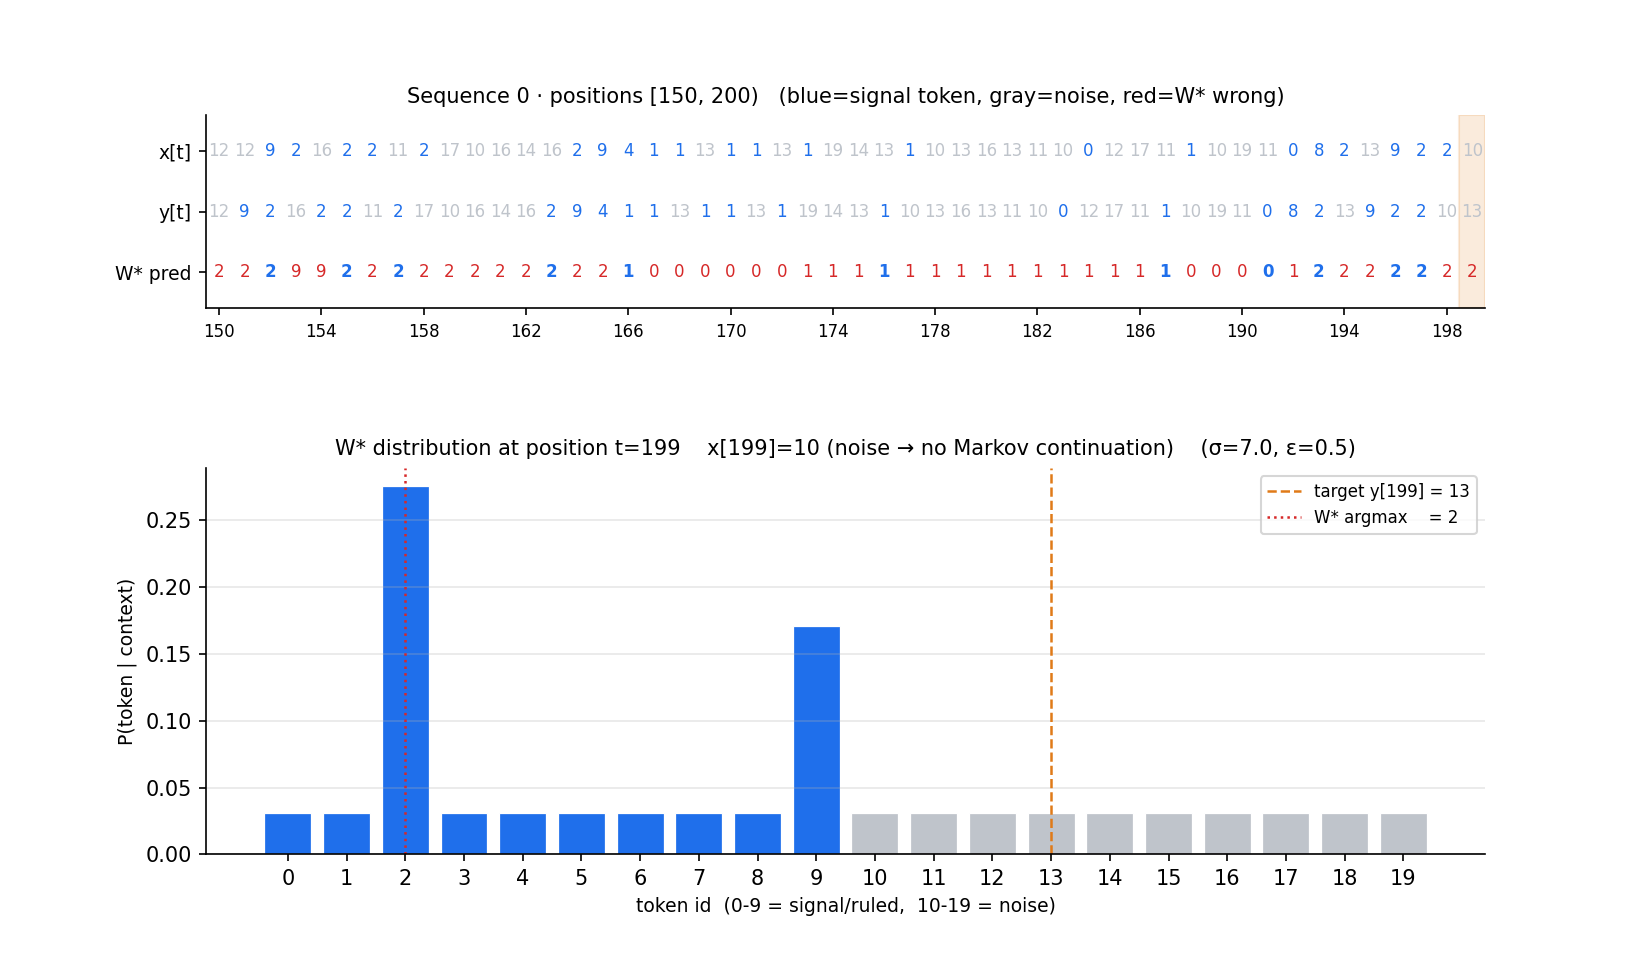 Sequence 0 · positions [150, 200)   (blue=signal token, gray=noise, red=W* wrong)
x[t] 12 12 9 2 16 2 2 11 2 17 10 16 14 16 2 9 4 1 1 13 1 1 13 1 19 14 13 1 10 13 16 13 11 10 0 12 17 11 1 10 19 11 0 8 2 13 9 2 2 10
y[t] 12 9 2 16 2 2 11 2 17 10 16 14 16 2 9 4 1 1 13 1 1 13 1 19 14 13 1 10 13 16 13 11 10 0 12 17 11 1 10 19 11 0 8 2 13 9 2 2 10 13
W* pred 2 2 2 9 9 2 2 2 2 2 2 2 2 2 2 2 1 0 0 0 0 0 0 1 1 1 1 1 1 1 1 1 1 1 1 1 1 1 0 0 0 0 1 2 2 2 2 2 2 2
150 154 158 162 166 170 174 178 182 186 190 194 198
W* distribution at position t=199    x[199]=10 (noise → no Markov continuation)    (σ=7.0, ε=0.5)
target y[199] = 13
W* argmax    = 2
P(token | context)
0.25
0.20
0.15
0.10
0.05
0.00
0 1 2 3 4 5 6 7 8 9 10 11 12 13 14 15 16 17 18 19
token id  (0-9 = signal/ruled,  10-19 = noise)